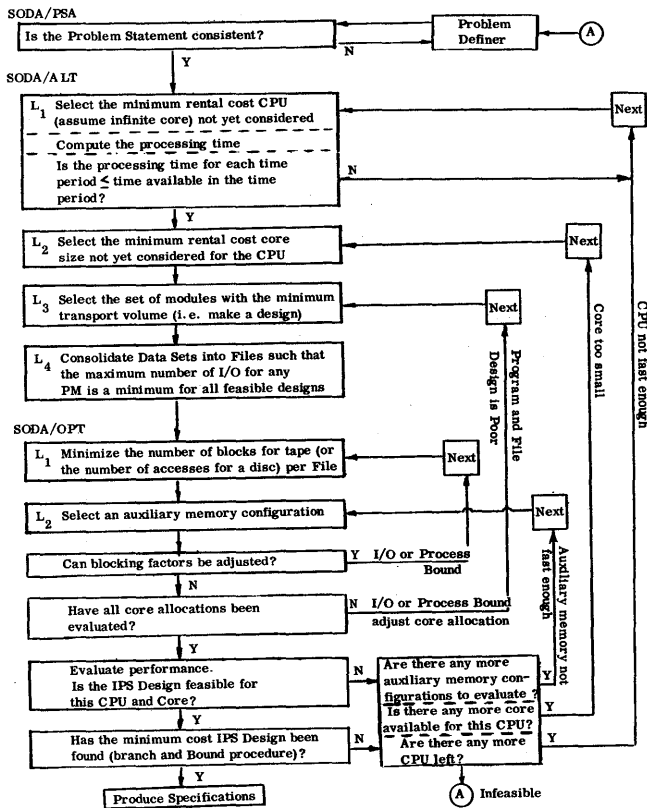 SODA/PSA
Is the Problem Statement consistent?
N
Problem
Definer
A
Y
SODA/ALT
L1 Select the minimum rental cost CPU
(assume infinite core) not yet considered
Next
Compute the processing time
Is the processing time for each time
period ≤ time available in the time
period?
N
Y
L2 Select the minimum rental cost core
size not yet considered for the CPU
Next
L3 Select the set of modules with the minimum
transport volume (i.e. make a design)
Next
L4 Consolidate Data Sets into Files such that
the maximum number of I/O for any
PM is a minimum for all feasible designs
Program and File
Design is Poor
Core too small
CPU not fast enough
SODA/OPT
L1 Minimize the number of blocks for tape (or
the number of accesses for a disc) per File
Next
L2 Select an auxiliary memory configuration
Next
Can blocking factors be adjusted?
Y I/O or Process
Bound
N
Auxiliary memory not
fast enough
Have all core allocations been
evaluated?
N I/O or Process Bound
adjust core allocation
Y
Evaluate performance.
Is the IPS Design feasible for
this CPU and Core?
N
Are there any more
auxiliary memory con-
figurations to evaluate?
Y
Is there any more core
available for this CPU?
Y
Y
Has the minimum cost IPS Design been
found (branch and Bound procedure)?
N
Are there any more
CPU left?
Y
Y
Produce Specifications
A Infeasible